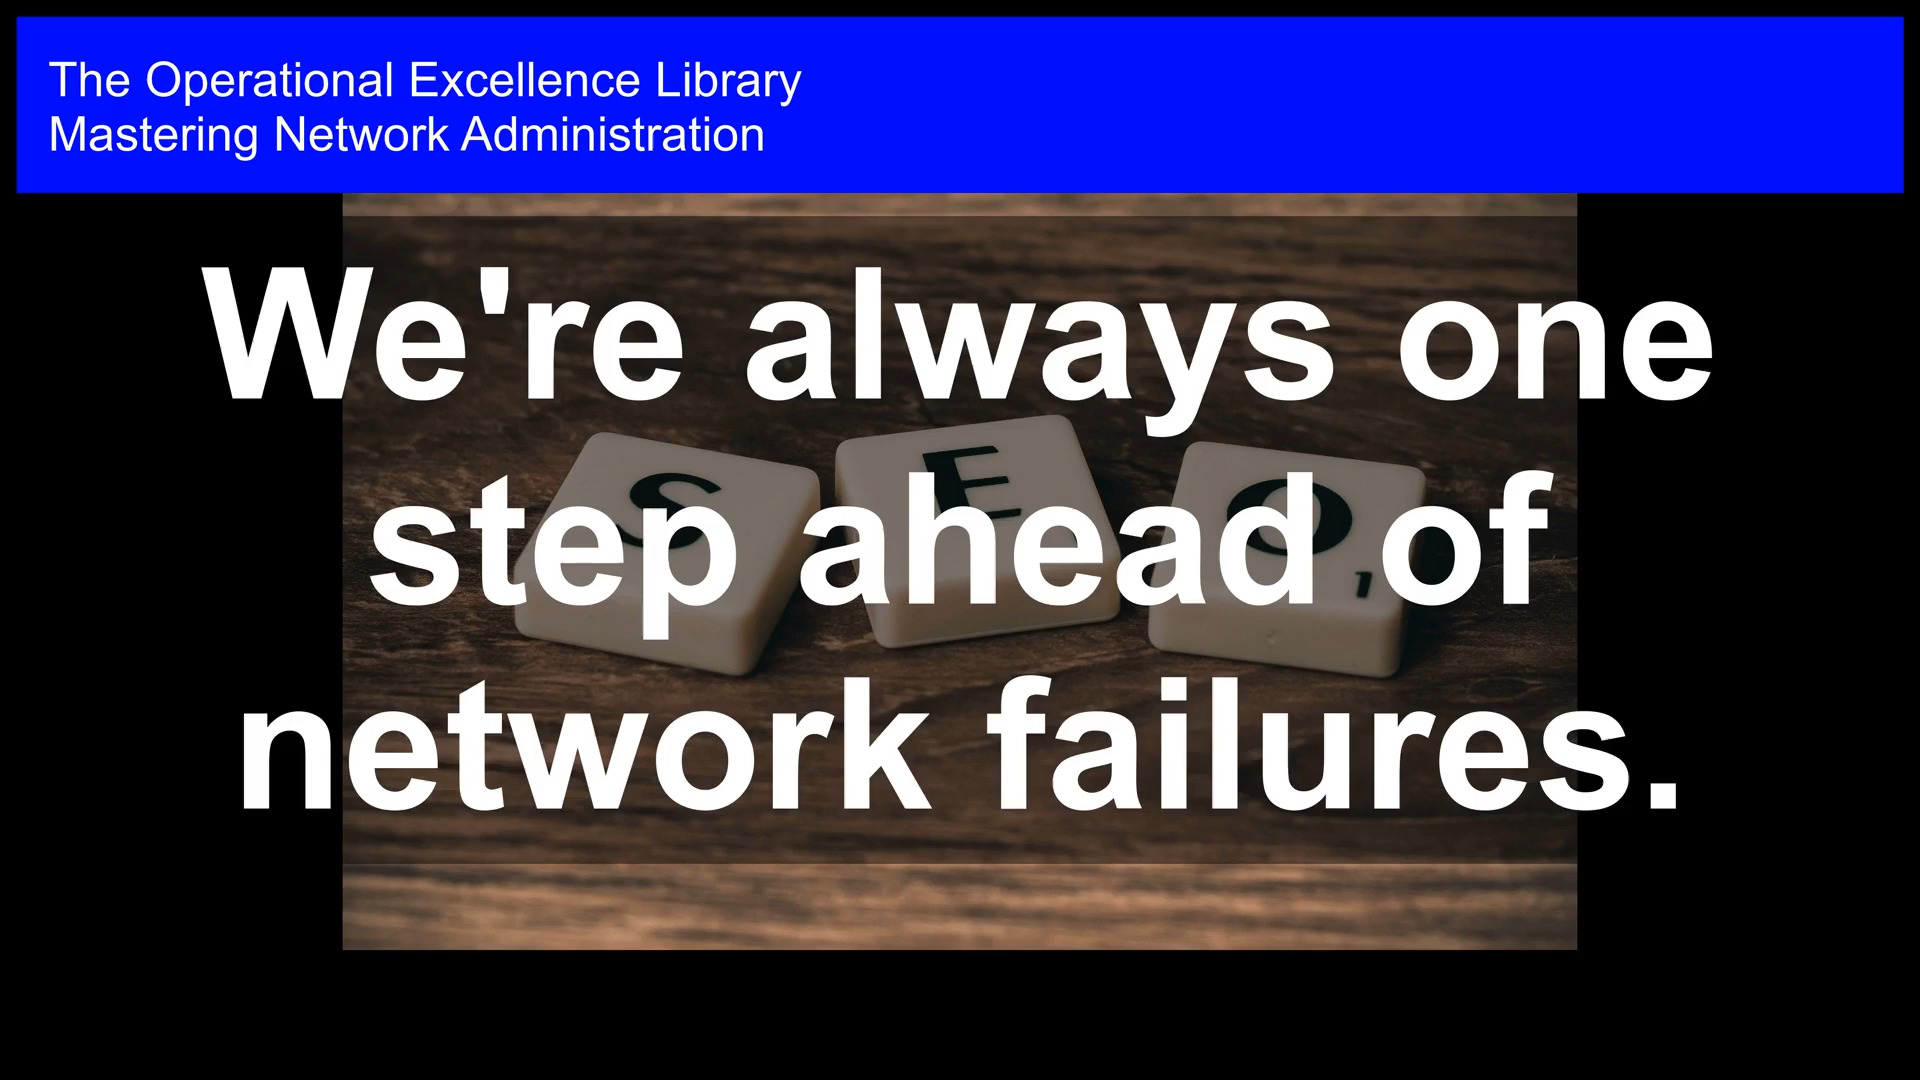 The Operational Excellence Library
Mastering Network Administration
We're always one
step ahead of
network failures.
S E O
1